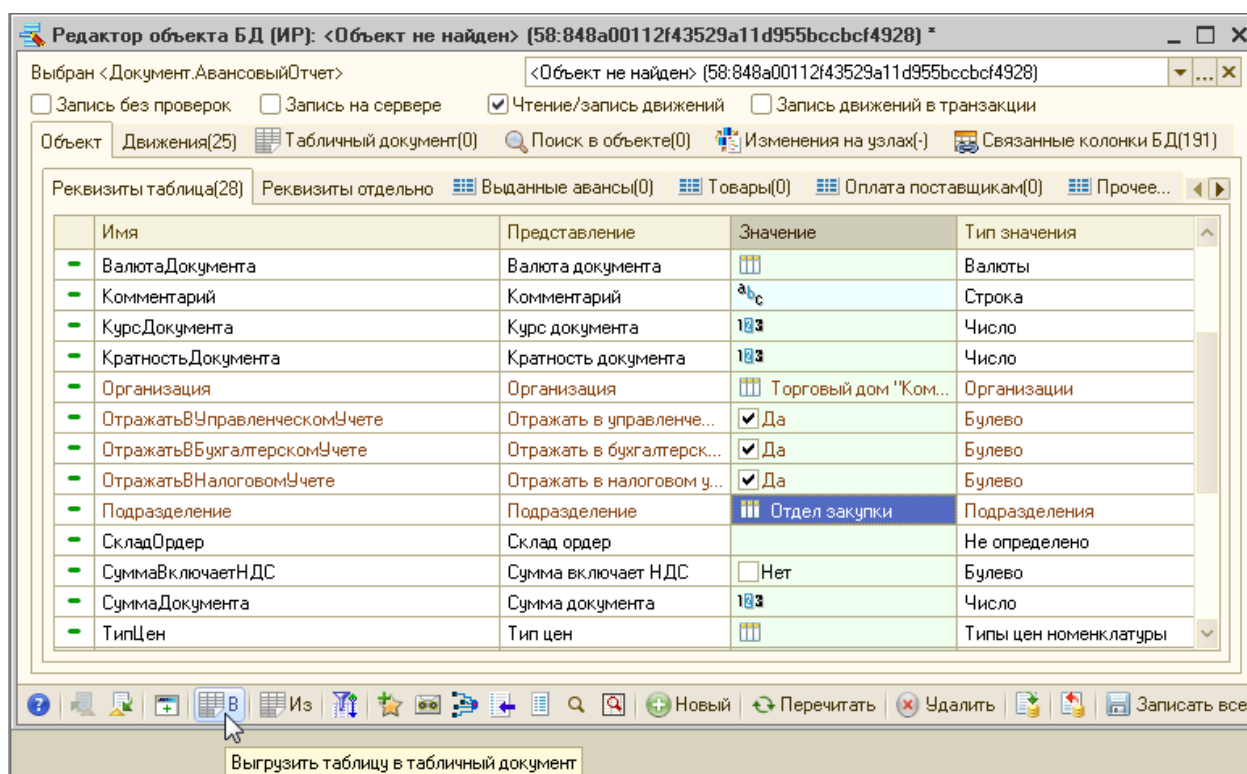 Редактор объекта БД (ИР): <Объект не найден> (58:848a00112f43529a11d955bccbcf4928) *
Выбран <Документ.АвансовыйОтчет> <Объект не найден> (58:848a00112f43529a11d955bccbcf4928)
Запись без проверок Запись на сервере Чтение/запись движений Запись движений в транзакции
Объект Движения(25) Табличный документ(0) Поиск в объекте(0) Изменения на узлах(-) Связанные колонки БД(191)
Реквизиты таблица(28) Реквизиты отдельно Выданные авансы(0) Товары(0) Оплата поставщикам(0) Прочее...
Имя Представление Значение Тип значения
ВалютаДокумента Валюта документа Валюты
Комментарий Комментарий Строка
КурсДокумента Курс документа Число
КратностьДокумента Кратность документа Число
Организация Организация Торговый дом "Ком... Организации
ОтражатьВУправленческомУчете Отражать в управленче... Да Булево
ОтражатьВБухгалтерскомУчете Отражать в бухгалтерск... Да Булево
ОтражатьВНалоговомУчете Отражать в налоговом у... Да Булево
Подразделение Подразделение Отдел закупки Подразделения
СкладОрдер Склад ордер Не определено
СуммаВключаетНДС Сумма включает НДС Нет Булево
СуммаДокумента Сумма документа Число
ТипЦен Тип цен Типы цен номенклатуры
В Из Новый Перечитать Удалить Записать все
Выгрузить таблицу в табличный документ